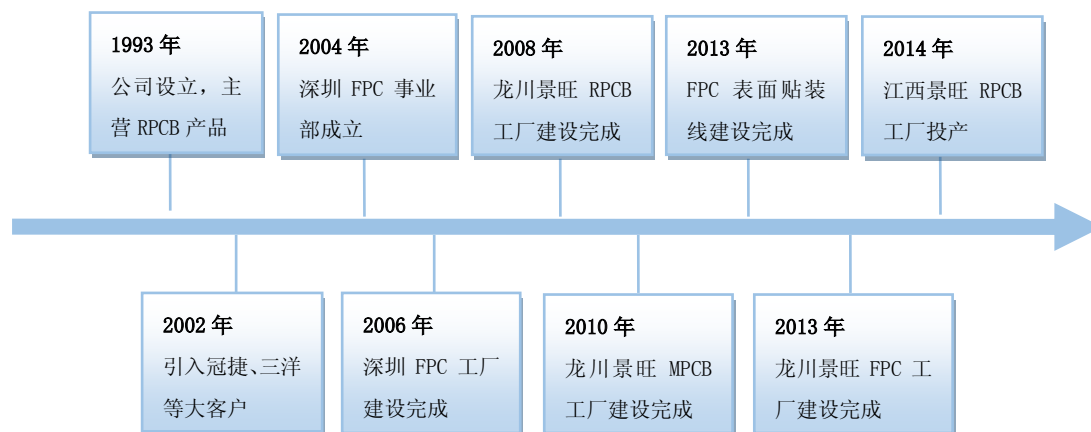 1993 年
公司设立，主
营 RPCB 产品
2004 年
深圳 FPC 事业
部成立
2008 年
龙川景旺 RPCB
工厂建设完成
2013 年
FPC 表面贴装
线建设完成
2014 年
江西景旺 RPCB
工厂投产
2002 年
引入冠捷、三洋
等大客户
2006 年
深圳 FPC 工厂
建设完成
2010 年
龙川景旺 MPCB
工厂建设完成
2013 年
龙川景旺 FPC 工
厂建设完成